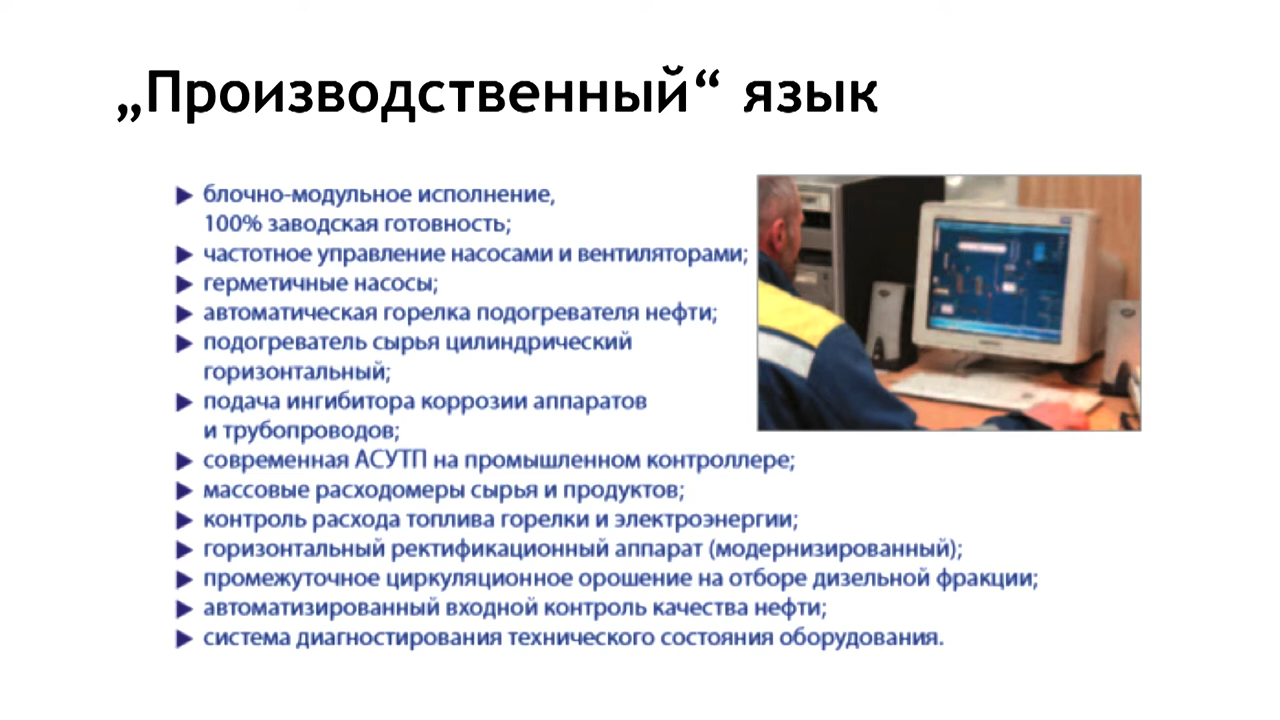 „Производственный“ язык
▶ блочно-модульное исполнение,
100% заводская готовность;
▶ частотное управление насосами и вентиляторами;
▶ герметичные насосы;
▶ автоматическая горелка подогревателя нефти;
▶ подогреватель сырья цилиндрический
горизонтальный;
▶ подача ингибитора коррозии аппаратов
и трубопроводов;
▶ современная АСУТП на промышленном контроллере;
▶ массовые расходомеры сырья и продуктов;
▶ контроль расхода топлива горелки и электроэнергии;
▶ горизонтальный ректификационный аппарат (модернизированный);
▶ промежуточное циркуляционное орошение на отборе дизельной фракции;
▶ автоматизированный входной контроль качества нефти;
▶ система диагностирования технического состояния оборудования.